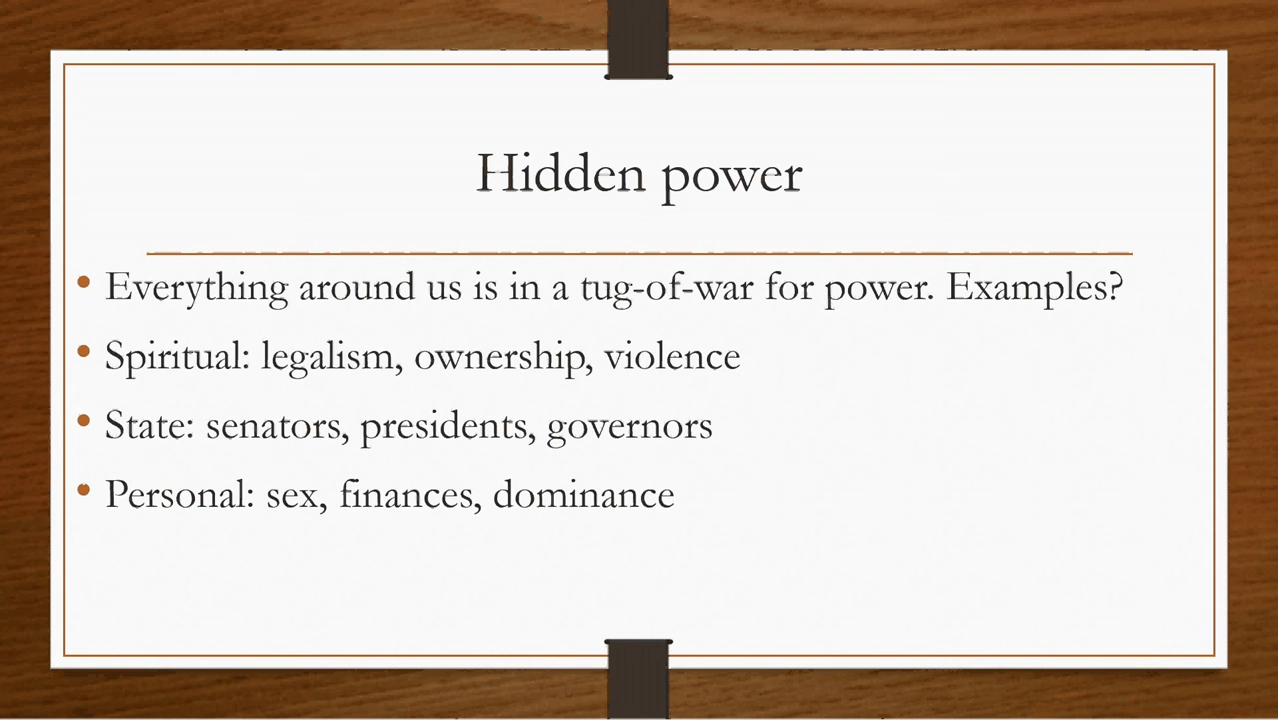 Hidden power
• Everything around us is in a tug-of-war for power. Examples?
• Spiritual: legalism, ownership, violence
• State: senators, presidents, governors
• Personal: sex, finances, dominance